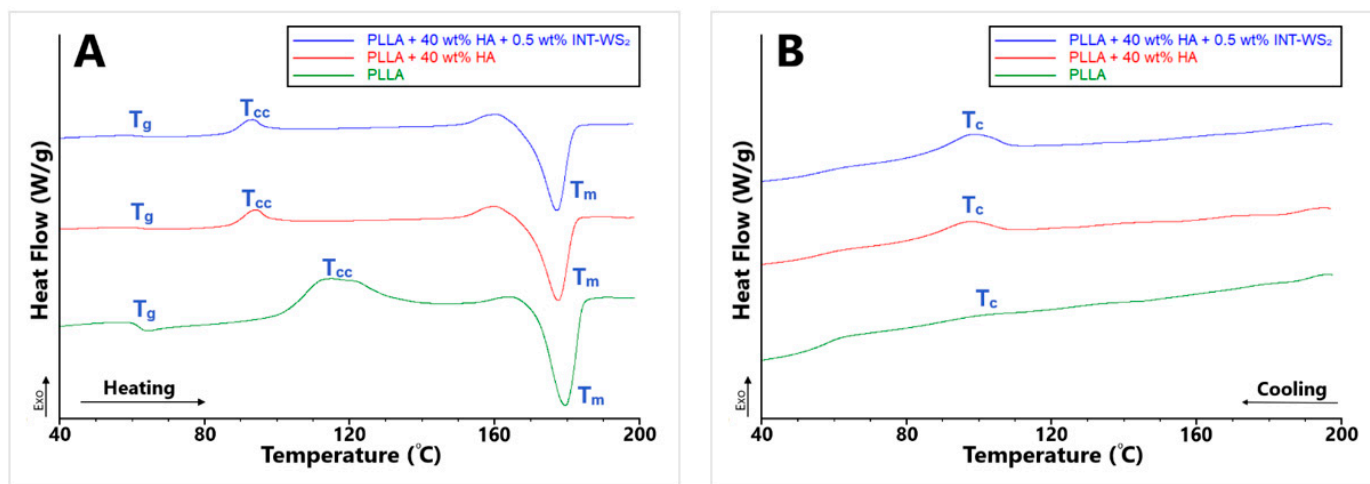 A
PLLA + 40 wt% HA + 0.5 wt% INT-WS₂
PLLA + 40 wt% HA
PLLA
Tg
Tcc
Tm
Tg
Tcc
Tm
Tg
Tcc
Tm
Heat Flow (W/g)
Exo
Heating
40 80 120 160 200
Temperature (°C)
B
PLLA + 40 wt% HA + 0.5 wt% INT-WS₂
PLLA + 40 wt% HA
PLLA
Tc
Tc
Tc
Heat Flow (W/g)
Exo
Cooling
40 80 120 160 200
Temperature (°C)